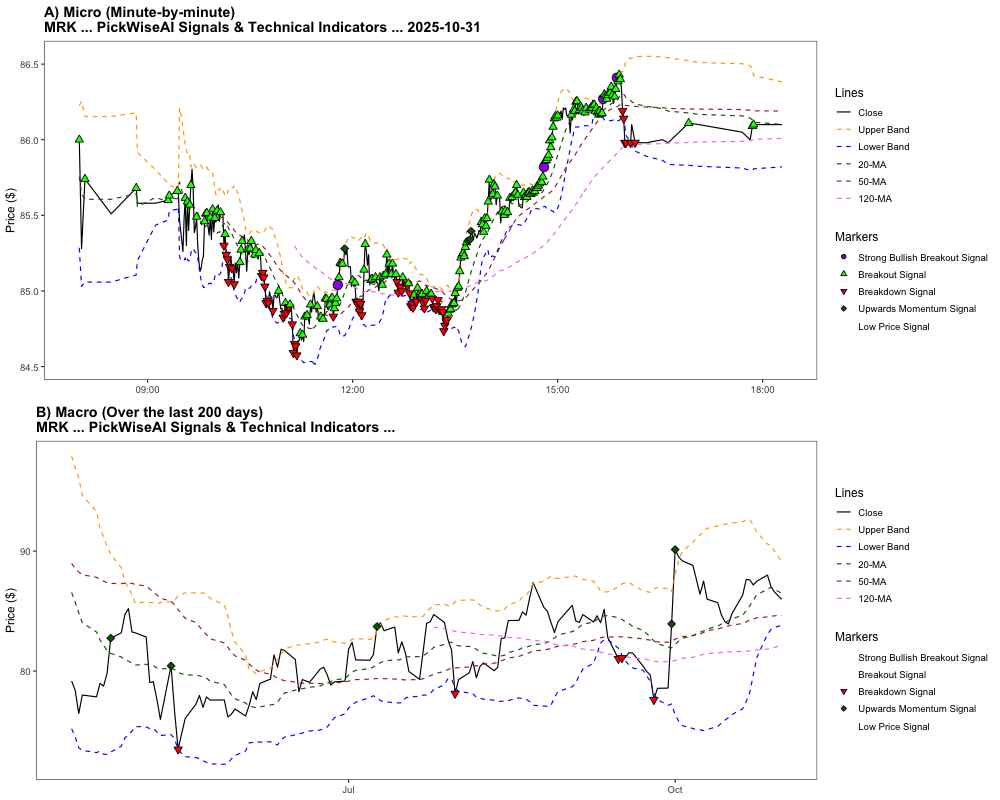 A) Micro (Minute-by-minute)
MRK ... PickWiseAI Signals & Technical Indicators ... 2025-10-31
Price ($)
86.5
86.0
85.5
85.0
84.5
09:00
12:00
15:00
18:00
Lines
Close
Upper Band
Lower Band
20-MA
50-MA
120-MA
Markers
Strong Bullish Breakout Signal
Breakout Signal
Breakdown Signal
Upwards Momentum Signal
Low Price Signal
B) Macro (Over the last 200 days)
MRK ... PickWiseAI Signals & Technical Indicators ...
Price ($)
90
80
Jul
Oct
Lines
Close
Upper Band
Lower Band
20-MA
50-MA
120-MA
Markers
Strong Bullish Breakout Signal
Breakout Signal
Breakdown Signal
Upwards Momentum Signal
Low Price Signal